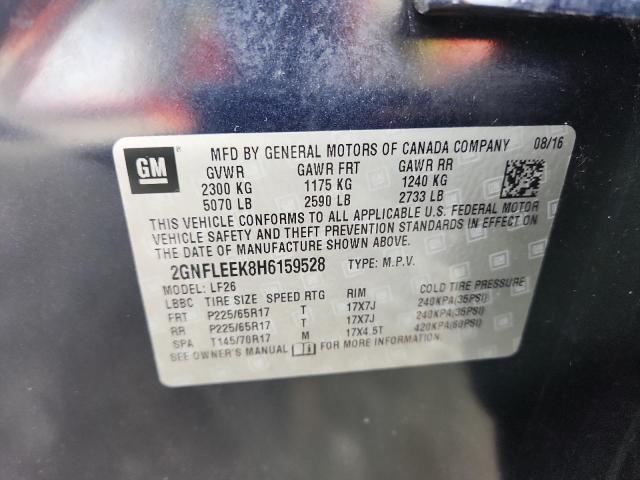 GM
MFD BY GENERAL MOTORS OF CANADA COMPANY 08/16
GVWR GAWR FRT GAWR RR
2300 KG 1175 KG 1240 KG
5070 LB 2590 LB 2733 LB
THIS VEHICLE CONFORMS TO ALL APPLICABLE U.S. FEDERAL MOTOR
VEHICLE SAFETY AND THEFT PREVENTION STANDARDS IN EFFECT ON
THE DATE OF MANUFACTURE SHOWN ABOVE.
2GNFLEEK8H6159528 TYPE: M.P.V.
MODEL: LF26
LBBC TIRE SIZE SPEED RTG RIM COLD TIRE PRESSURE
FRT P225/65R17 T 17X7J 240KPA(35PSI)
RR P225/65R17 T 17X7J 240KPA(35PSI)
SPA T145/70R17 M 17X4.5T 420KPA(60PSI)
SEE OWNER'S MANUAL i FOR MORE INFORMATION.